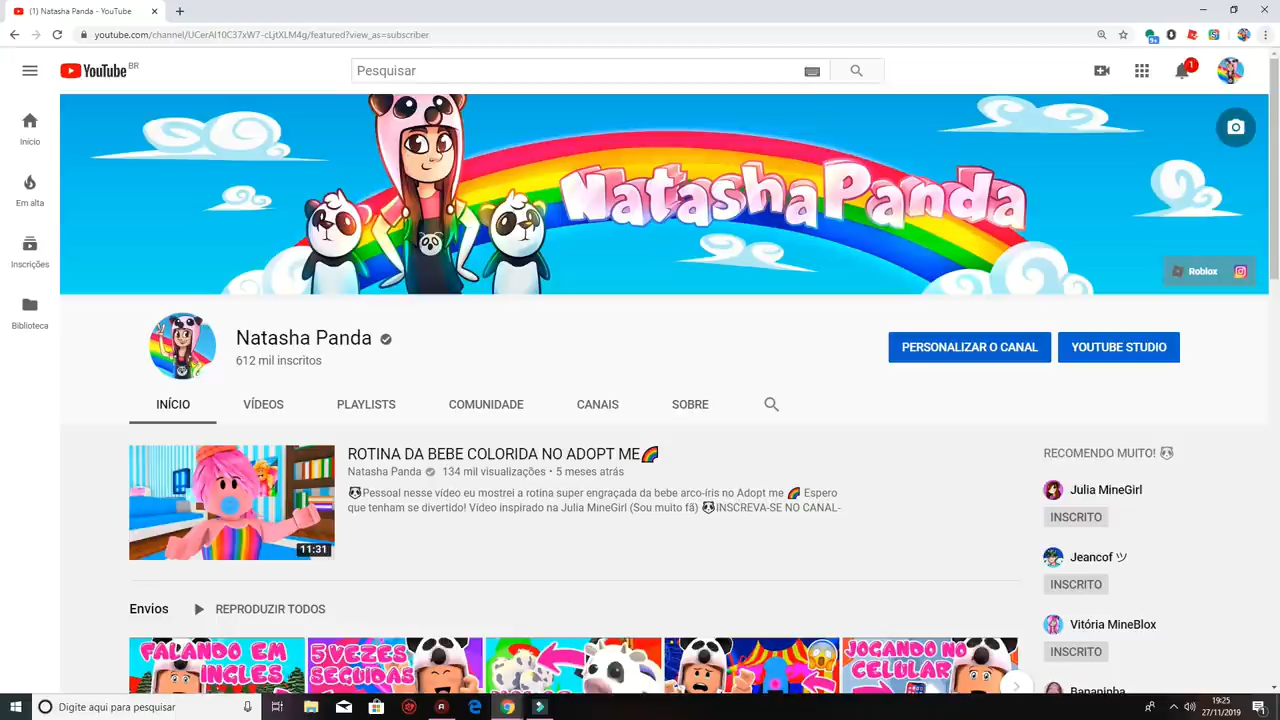 (1) Natasha Panda - YouTube
youtube.com/channel/UCerAl10C37xW7-cLjtXLM4g/featured?view_as=subscriber
9+
YouTube BR
Pesquisar
1
Início
Em alta
Inscrições
Biblioteca
NatashaPanda
Roblox
Natasha Panda
612 mil inscritos
PERSONALIZAR O CANAL
YOUTUBE STUDIO
INÍCIO VÍDEOS PLAYLISTS COMUNIDADE CANAIS SOBRE
ROTINA DA BEBE COLORIDA NO ADOPT ME🌈
Natasha Panda 134 mil visualizações • 5 meses atrás
🐼Pessoal nesse vídeo eu mostrei a rotina super engraçada da bebe arco-íris no Adopt me 🌈 Espero
que tenham se divertido! Vídeo inspirado na Julia MineGirl (Sou muito fã) 🐼INSCREVA-SE NO CANAL-
11:31
RECOMENDO MUITO! 🐼
Julia MineGirl
INSCRITO
Jeancof ツ
INSCRITO
Vitória MineBlox
INSCRITO
Bananinha
Envios
REPRODUZIR TODOS
FALANDO EM
INGLES
5 VEZES
SEGUIDAS
JOGANDO NO
CELULAR
Digite aqui para pesquisar
19:25
27/11/2019
1